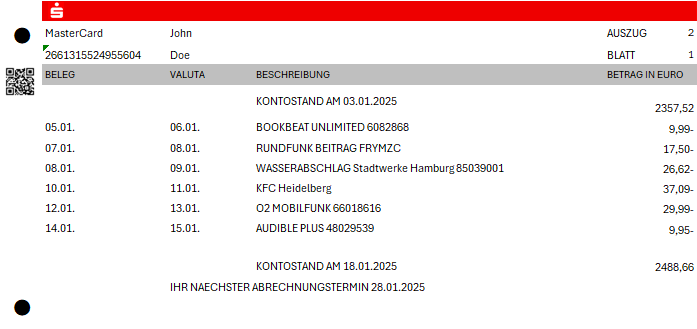 MasterCard John AUSZUG 2
2661315524955604 Doe BLATT 1
BELEG VALUTA BESCHREIBUNG BETRAG IN EURO
KONTOSTAND AM 03.01.2025 2357,52
05.01. 06.01. BOOKBEAT UNLIMITED 6082868 9,99-
07.01. 08.01. RUNDFUNK BEITRAG FRYMZC 17,50-
08.01. 09.01. WASSERABSCHLAG Stadtwerke Hamburg 85039001 26,62-
10.01. 11.01. KFC Heidelberg 37,09-
12.01. 13.01. O2 MOBILFUNK 66018616 29,99-
14.01. 15.01. AUDIBLE PLUS 48029539 9,95-
KONTOSTAND AM 18.01.2025 2488,66
IHR NAECHSTER ABRECHNUNGSTERMIN 28.01.2025